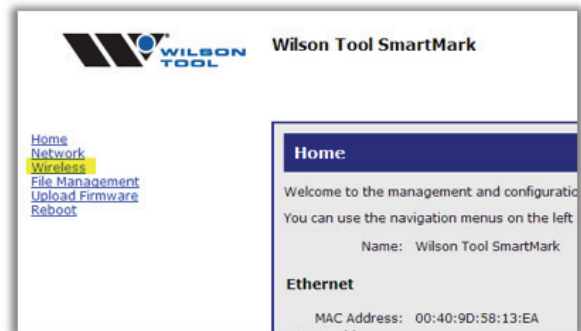 WILSON
TOOL
Wilson Tool SmartMark
Home
Network
Wireless
File Management
Upload Firmware
Reboot
Home
Welcome to the management and configuratio
You can use the navigation menus on the left
Name: Wilson Tool SmartMark
Ethernet
MAC Address: 00:40:9D:58:13:EA